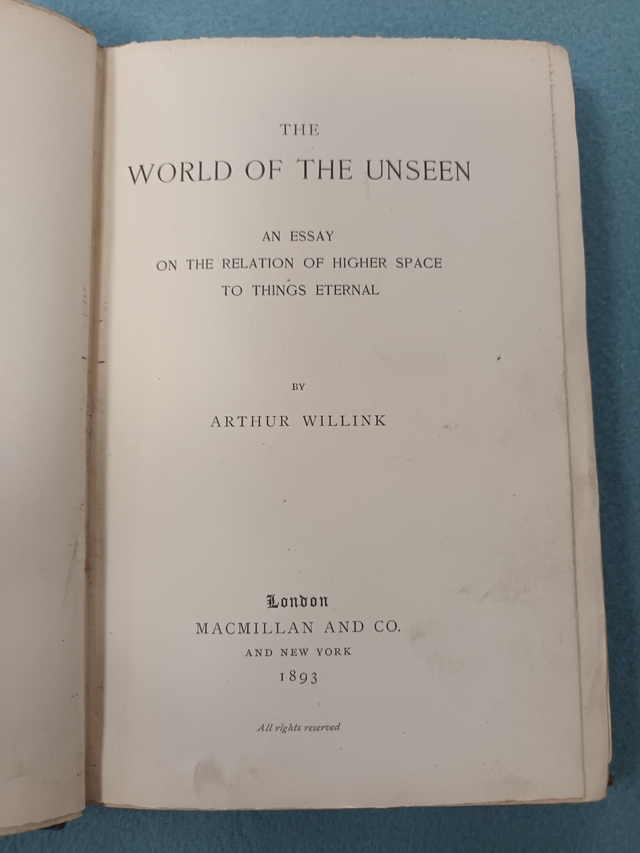 THE
WORLD OF THE UNSEEN
AN ESSAY
ON THE RELATION OF HIGHER SPACE
TO THINGS ETERNAL
BY
ARTHUR WILLINK
London
MACMILLAN AND CO.
AND NEW YORK
1893
All rights reserved